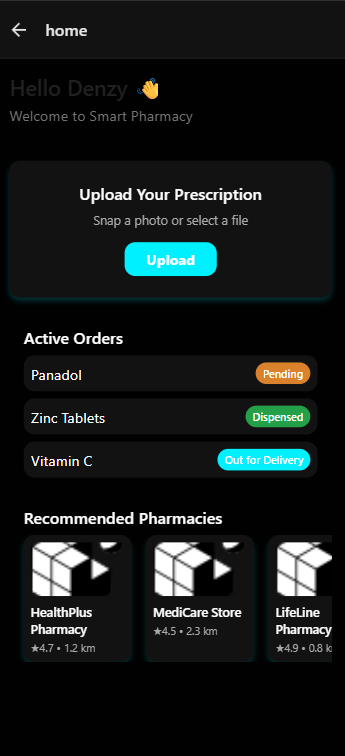 home
Hello Denzy 👋
Welcome to Smart Pharmacy
Upload Your Prescription
Snap a photo or select a file
Upload
Active Orders
Panadol
Pending
Zinc Tablets
Dispensed
Vitamin C
Out for Delivery
Recommended Pharmacies
HealthPlus
Pharmacy
★4.7 • 1.2 km
MediCare Store
★4.5 • 2.3 km
LifeLine
Pharmacy
★4.9 • 0.8 k